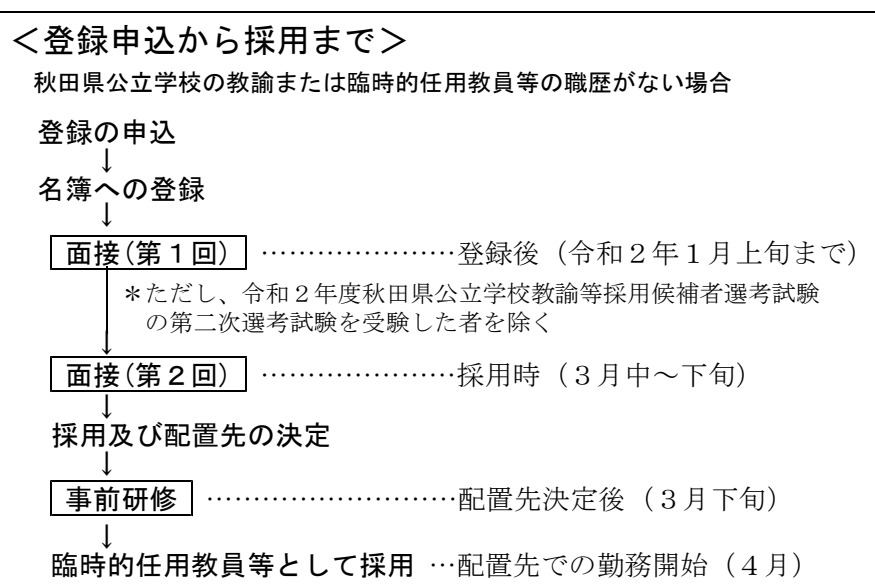 ＜登録申込から採用まで＞
秋田県公立学校の教諭または臨時的任用教員等の職歴がない場合
登録の申込
↓
名簿への登録
↓
面接(第１回) …………………登録後（令和２年１月上旬まで）
＊ただし、令和２年度秋田県公立学校教諭等採用候補者選考試験
の第二次選考試験を受験した者を除く
↓
面接(第２回) …………………採用時（３月中～下旬）
↓
採用及び配置先の決定
↓
事前研修 ………………………配置先決定後（３月下旬）
↓
臨時的任用教員等として採用 …配置先での勤務開始（４月）